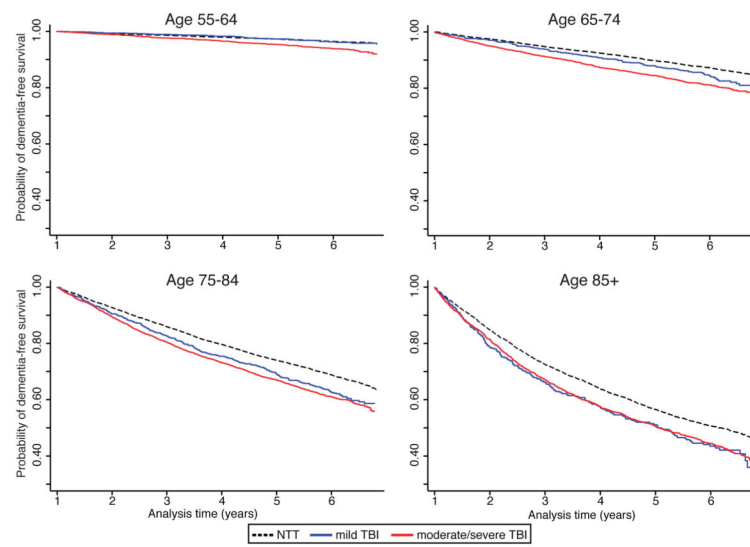 Age 55-64
Age 65-74
Probability of dementia-free survival
1.00
0.80
0.60
0.40
1 2 3 4 5 6
1.00
0.80
0.60
0.40
1 2 3 4 5 6
Age 75-84
Age 85+
Probability of dementia-free survival
1.00
0.80
0.60
0.40
1 2 3 4 5 6
Analysis time (years)
1.00
0.80
0.60
0.40
1 2 3 4 5 6
Analysis time (years)
NTT mild TBI moderate/severe TBI